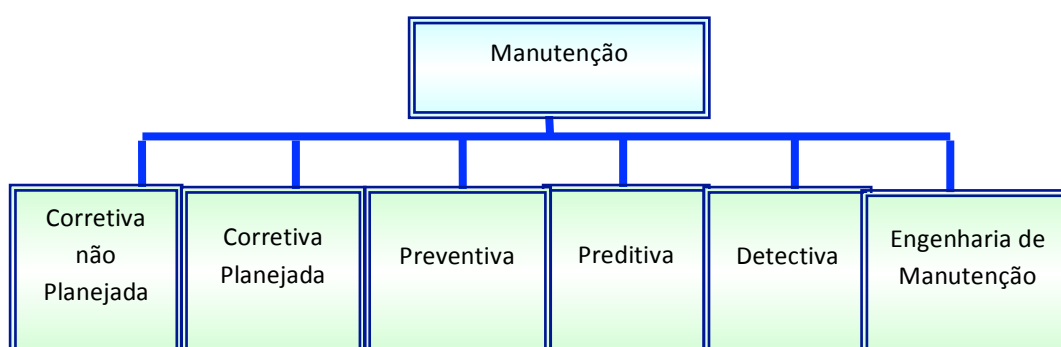 Manutenção
Corretiva
não
Planejada
Corretiva
Planejada
Preventiva
Preditiva
Detectiva
Engenharia de
Manutenção